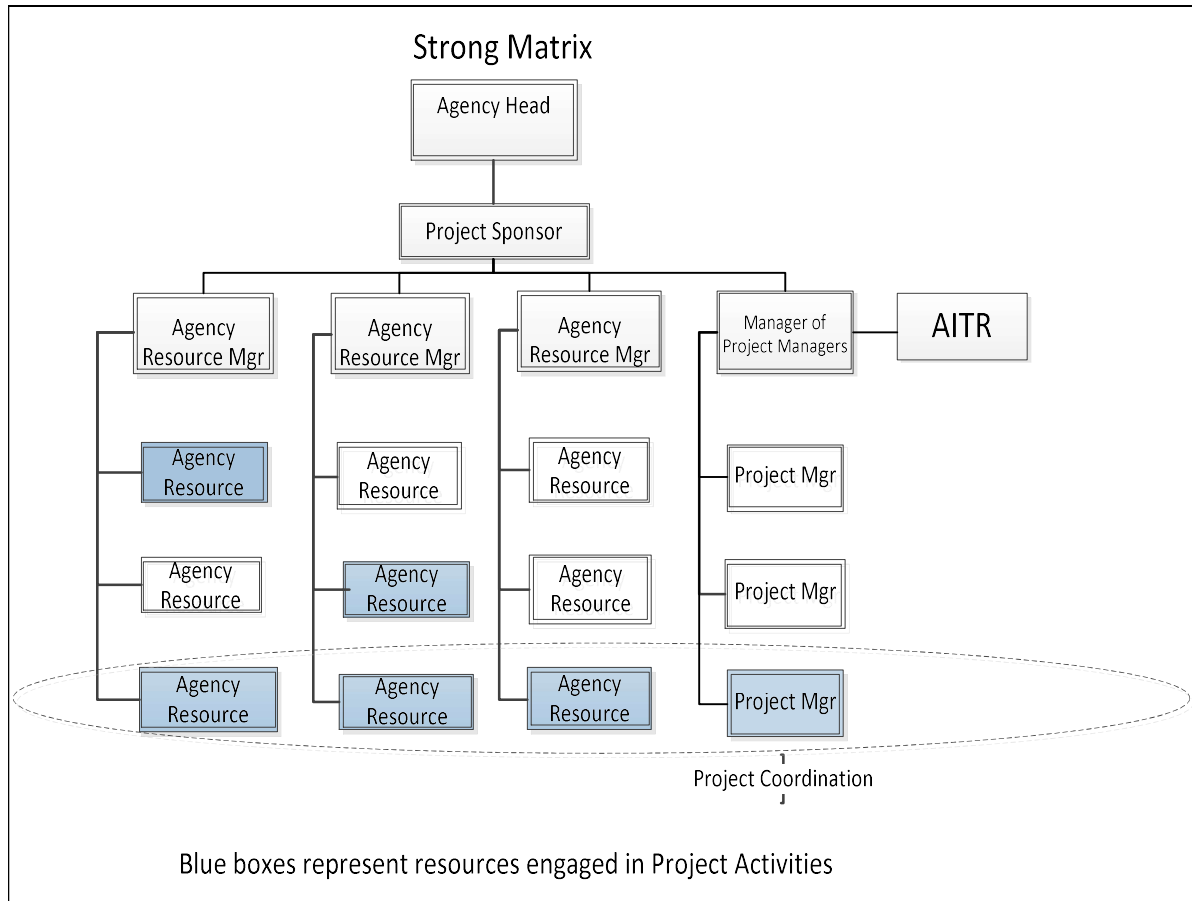 Strong Matrix
Agency Head
Project Sponsor
Agency
Resource Mgr
Agency
Resource Mgr
Agency
Resource Mgr
Manager of
Project Managers
AITR
Agency
Resource
Agency
Resource
Agency
Resource
Project Mgr
Agency
Resource
Agency
Resource
Agency
Resource
Project Mgr
Agency
Resource
Agency
Resource
Agency
Resource
Project Mgr
Project Coordination
Blue boxes represent resources engaged in Project Activities